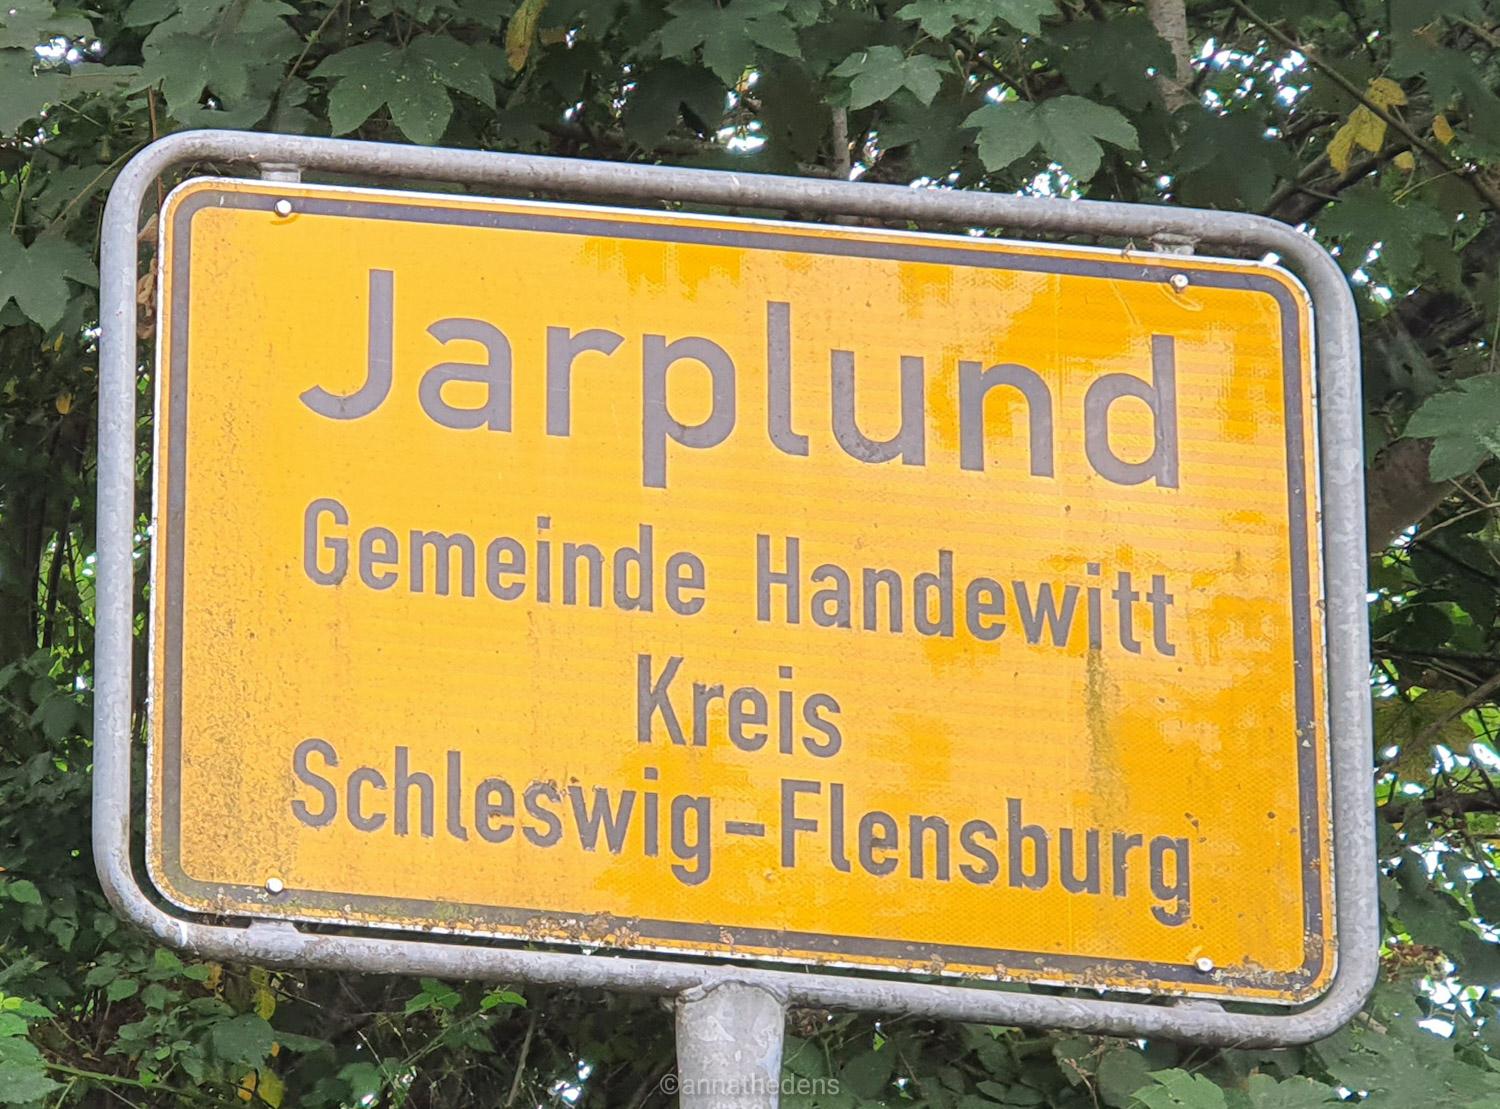 Jarplund
Gemeinde Handewitt
Kreis
Schleswig-Flensburg
©annathedens